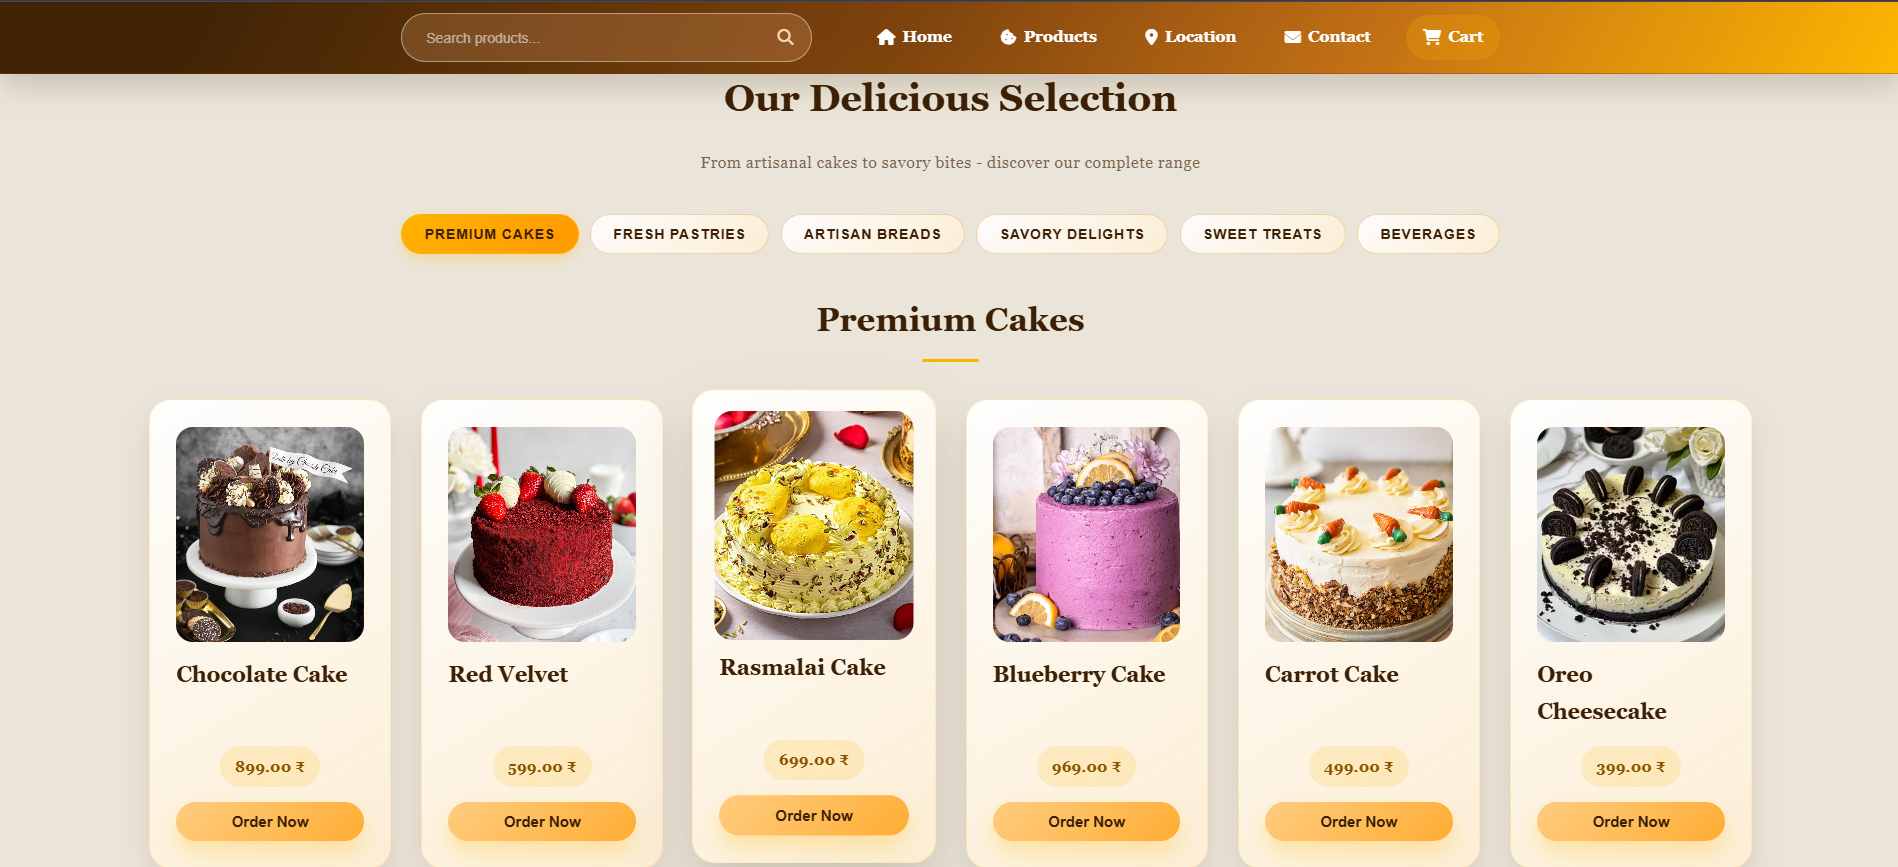 Search products...
Home
Products
Location
Contact
Cart
Our Delicious Selection
From artisanal cakes to savory bites - discover our complete range
PREMIUM CAKES
FRESH PASTRIES
ARTISAN BREADS
SAVORY DELIGHTS
SWEET TREATS
BEVERAGES
Premium Cakes
Chocolate Cake
899.00 ₹
Order Now
Red Velvet
599.00 ₹
Order Now
Rasmalai Cake
699.00 ₹
Order Now
Blueberry Cake
969.00 ₹
Order Now
Carrot Cake
499.00 ₹
Order Now
Oreo
Cheesecake
399.00 ₹
Order Now